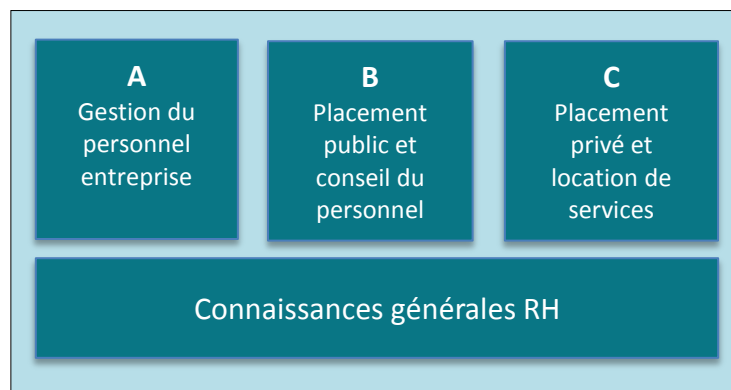 A
Gestion du
personnel
entreprise
B
Placement
public et
conseil du
personnel
C
Placement
privé et
location de
services
Connaissances générales RH